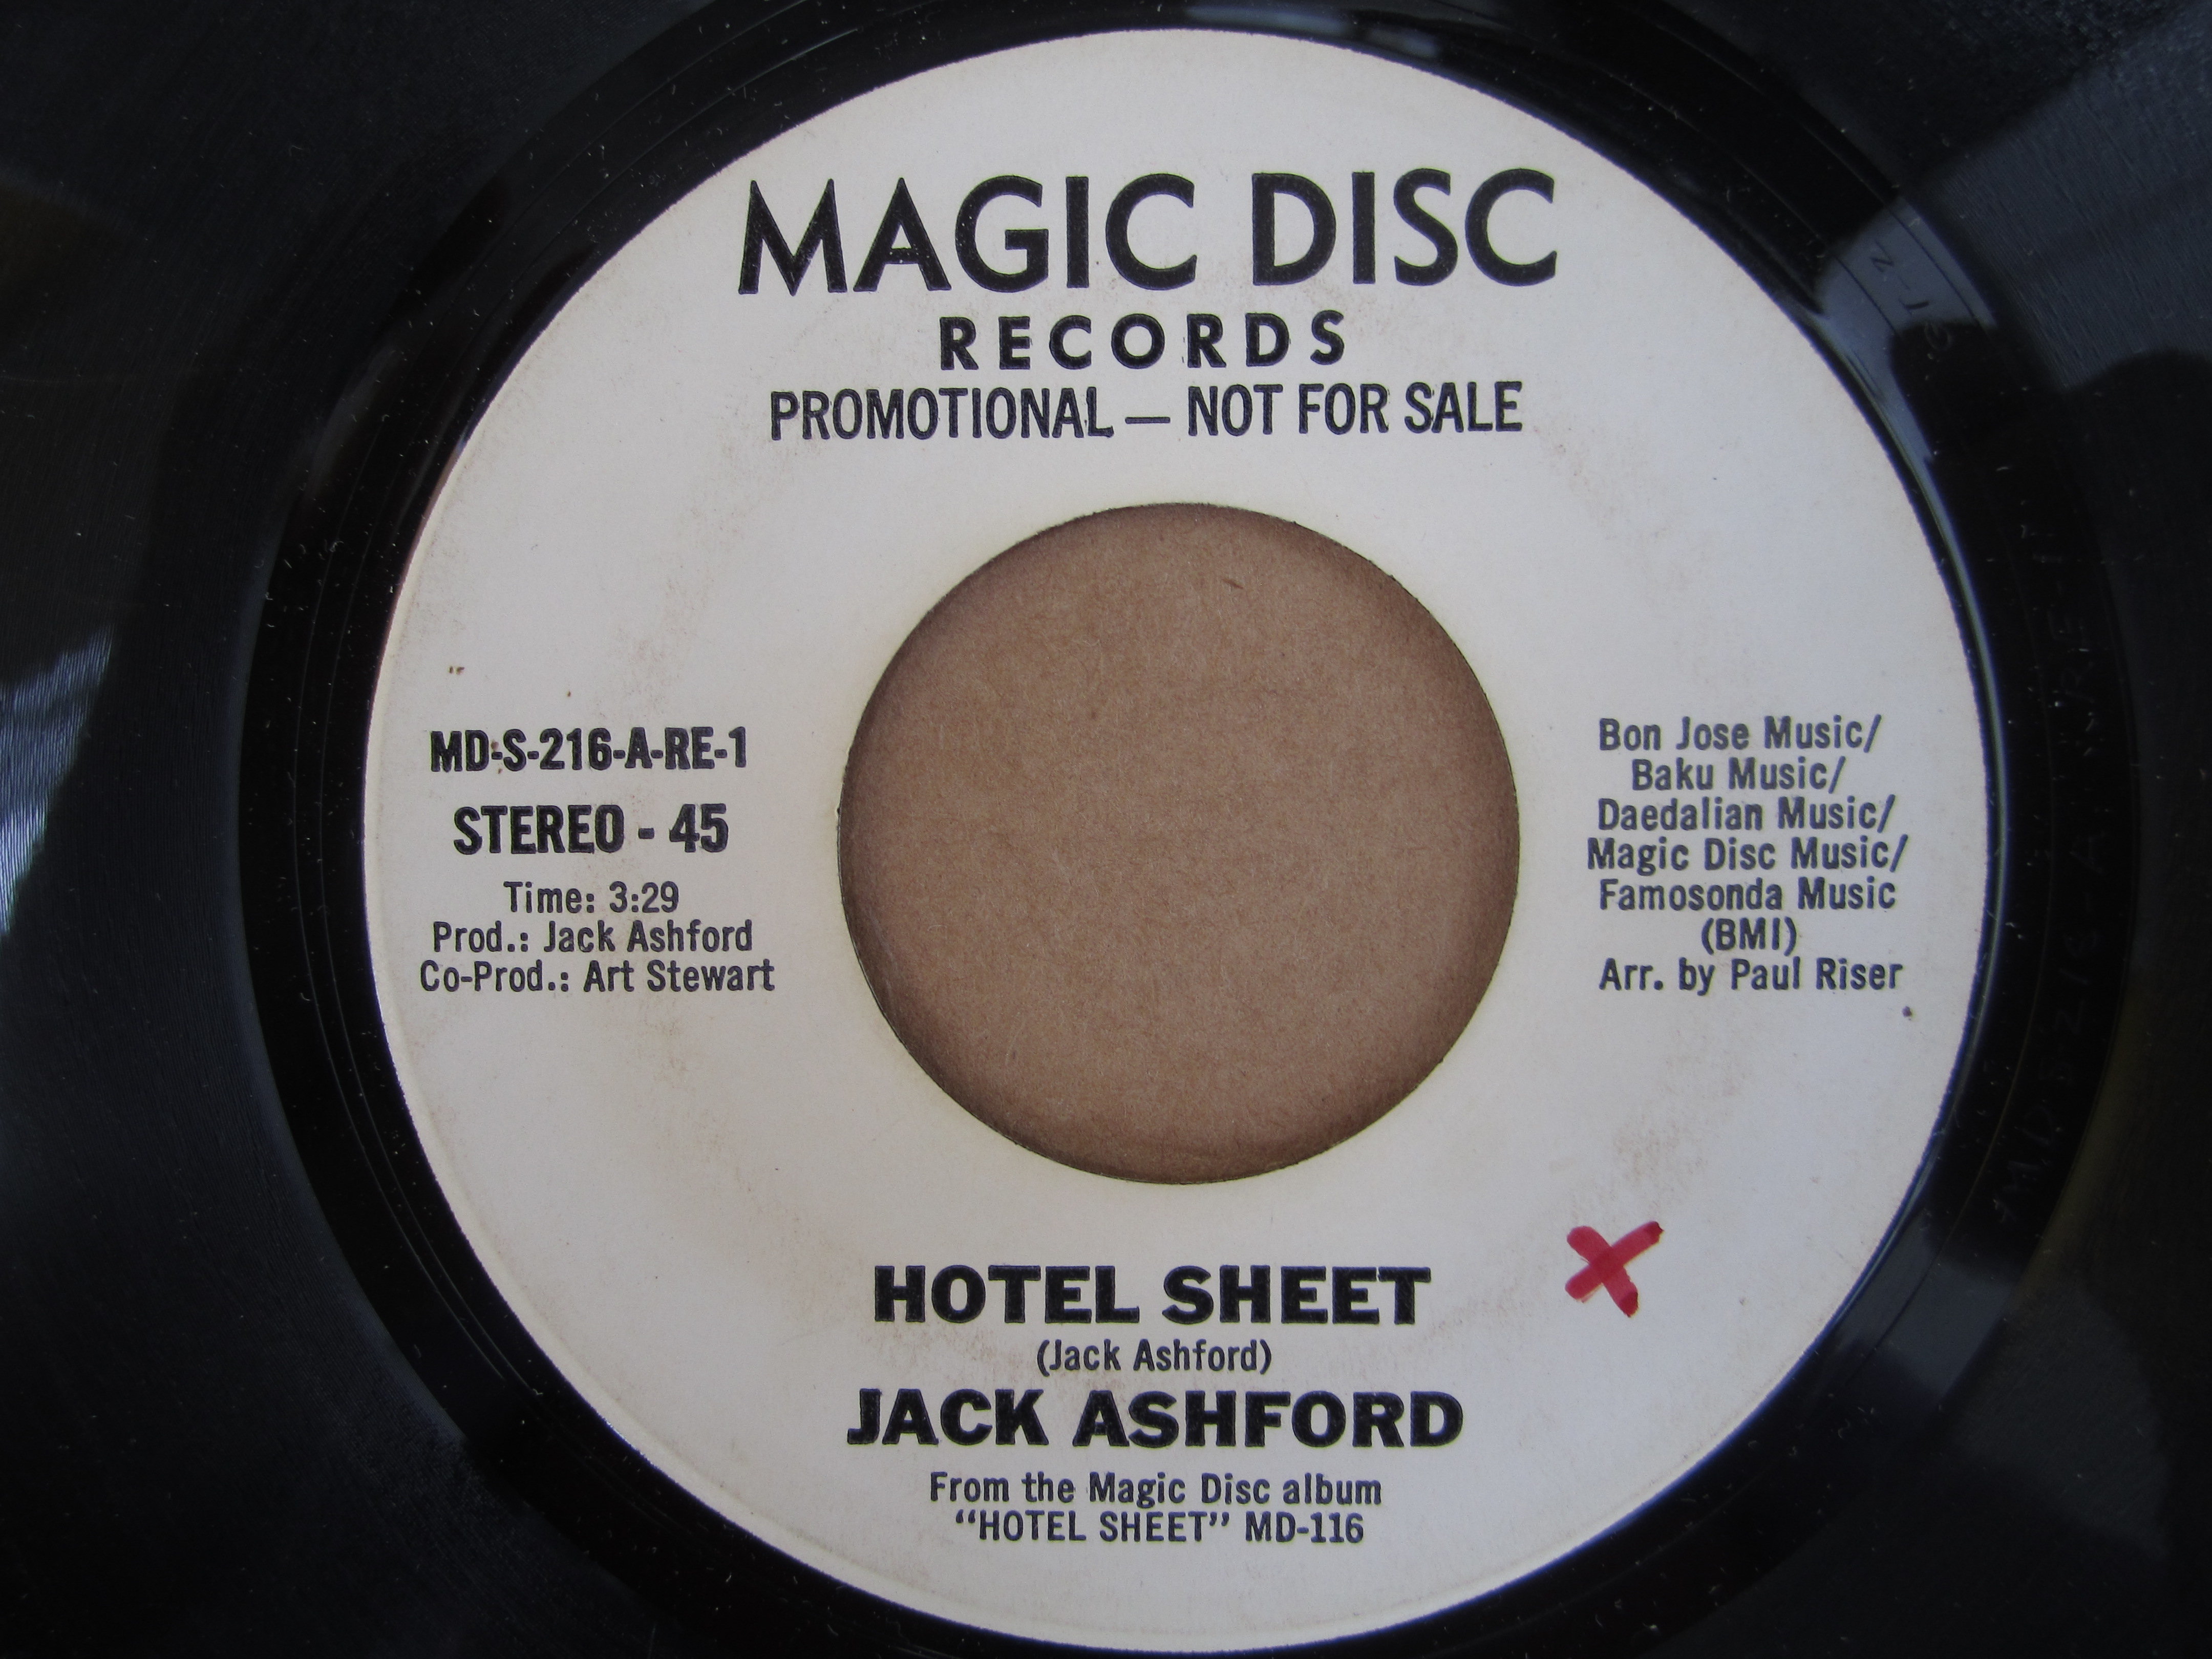 MAGIC DISC
RECORDS
PROMOTIONAL — NOT FOR SALE
MD-S-216-A-RE-1
STEREO - 45
Time: 3:29
Prod.: Jack Ashford
Co-Prod.: Art Stewart
Bon Jose Music/
Baku Music/
Daedalian Music/
Magic Disc Music/
Famosonda Music
(BMI)
Arr. by Paul Riser
HOTEL SHEET
(Jack Ashford)
JACK ASHFORD
From the Magic Disc album
“HOTEL SHEET” MD-116